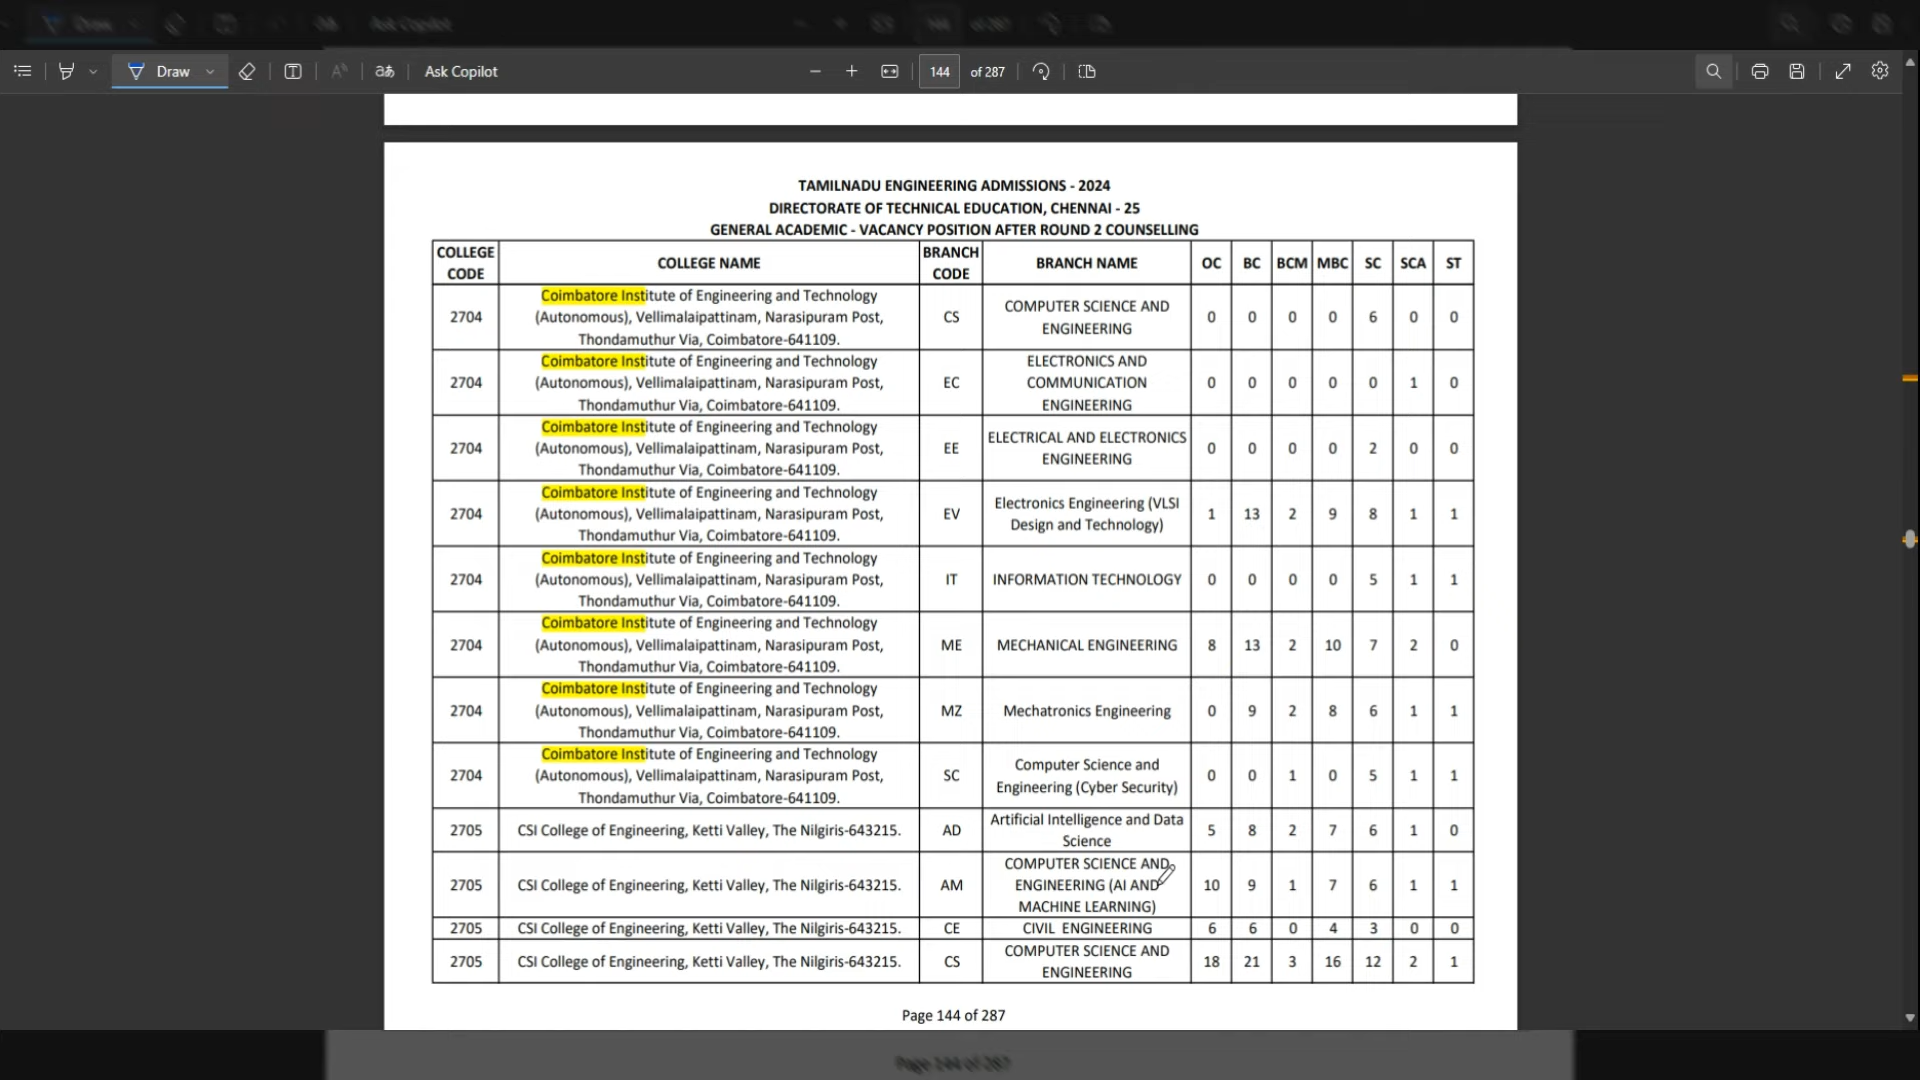 Draw
Ask Copilot
144 of 287
TAMILNADU ENGINEERING ADMISSIONS - 2024
DIRECTORATE OF TECHNICAL EDUCATION, CHENNAI - 25
GENERAL ACADEMIC - VACANCY POSITION AFTER ROUND 2 COUNSELLING
COLLEGE CODE COLLEGE NAME BRANCH CODE BRANCH NAME OC BC BCM MBC SC SCA ST
2704 Coimbatore Institute of Engineering and Technology (Autonomous), Vellimalaipattinam, Narasipuram Post, Thondamuthur Via, Coimbatore-641109. CS COMPUTER SCIENCE AND ENGINEERING 0 0 0 0 6 0 0
2704 Coimbatore Institute of Engineering and Technology (Autonomous), Vellimalaipattinam, Narasipuram Post, Thondamuthur Via, Coimbatore-641109. EC ELECTRONICS AND COMMUNICATION ENGINEERING 0 0 0 0 0 1 0
2704 Coimbatore Institute of Engineering and Technology (Autonomous), Vellimalaipattinam, Narasipuram Post, Thondamuthur Via, Coimbatore-641109. EE ELECTRICAL AND ELECTRONICS ENGINEERING 0 0 0 0 2 0 0
2704 Coimbatore Institute of Engineering and Technology (Autonomous), Vellimalaipattinam, Narasipuram Post, Thondamuthur Via, Coimbatore-641109. EV Electronics Engineering (VLSI Design and Technology) 1 13 2 9 8 1 1
2704 Coimbatore Institute of Engineering and Technology (Autonomous), Vellimalaipattinam, Narasipuram Post, Thondamuthur Via, Coimbatore-641109. IT INFORMATION TECHNOLOGY 0 0 0 0 5 1 1
2704 Coimbatore Institute of Engineering and Technology (Autonomous), Vellimalaipattinam, Narasipuram Post, Thondamuthur Via, Coimbatore-641109. ME MECHANICAL ENGINEERING 8 13 2 10 7 2 0
2704 Coimbatore Institute of Engineering and Technology (Autonomous), Vellimalaipattinam, Narasipuram Post, Thondamuthur Via, Coimbatore-641109. MZ Mechatronics Engineering 0 9 2 8 6 1 1
2704 Coimbatore Institute of Engineering and Technology (Autonomous), Vellimalaipattinam, Narasipuram Post, Thondamuthur Via, Coimbatore-641109. SC Computer Science and Engineering (Cyber Security) 0 0 1 0 5 1 1
2705 CSI College of Engineering, Ketti Valley, The Nilgiris-643215. AD Artificial Intelligence and Data Science 5 8 2 7 6 1 0
2705 CSI College of Engineering, Ketti Valley, The Nilgiris-643215. AM COMPUTER SCIENCE AND ENGINEERING (AI AND MACHINE LEARNING) 10 9 1 7 6 1 1
2705 CSI College of Engineering, Ketti Valley, The Nilgiris-643215. CE CIVIL ENGINEERING 6 6 0 4 3 0 0
2705 CSI College of Engineering, Ketti Valley, The Nilgiris-643215. CS COMPUTER SCIENCE AND ENGINEERING 18 21 3 16 12 2 1
Page 144 of 287
Page 144 of 287